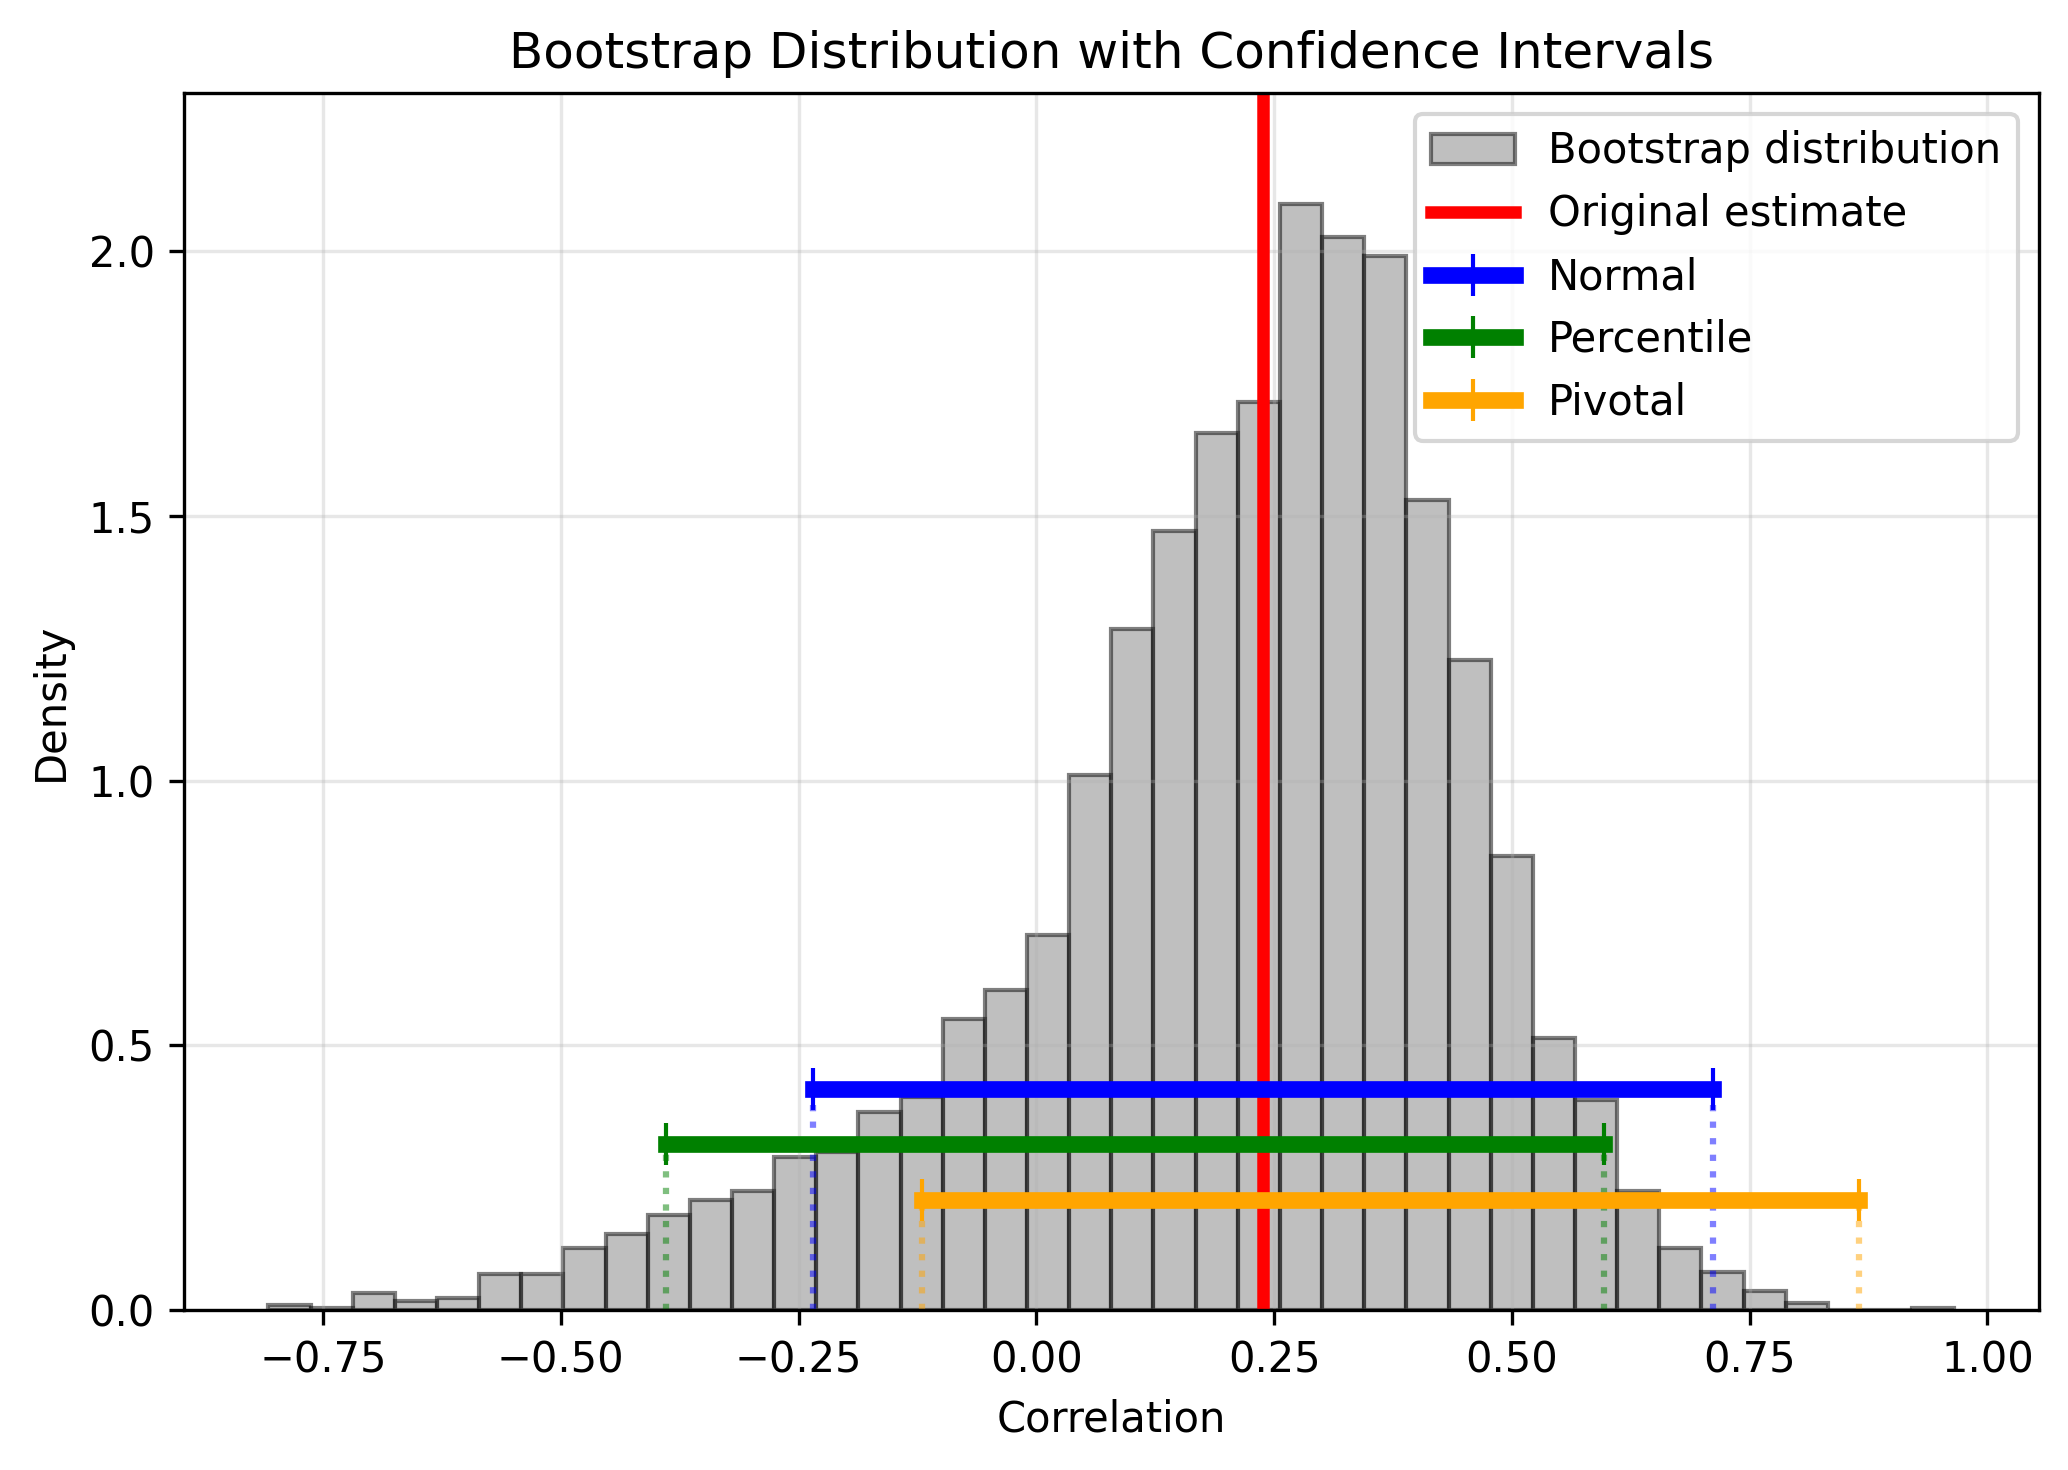 Bootstrap Distribution with Confidence Intervals
Bootstrap distribution
Original estimate
Normal
Percentile
Pivotal
Density
2.0
1.5
1.0
0.5
0.0
−0.75
−0.50
−0.25
0.00
0.25
0.50
0.75
1.00
Correlation